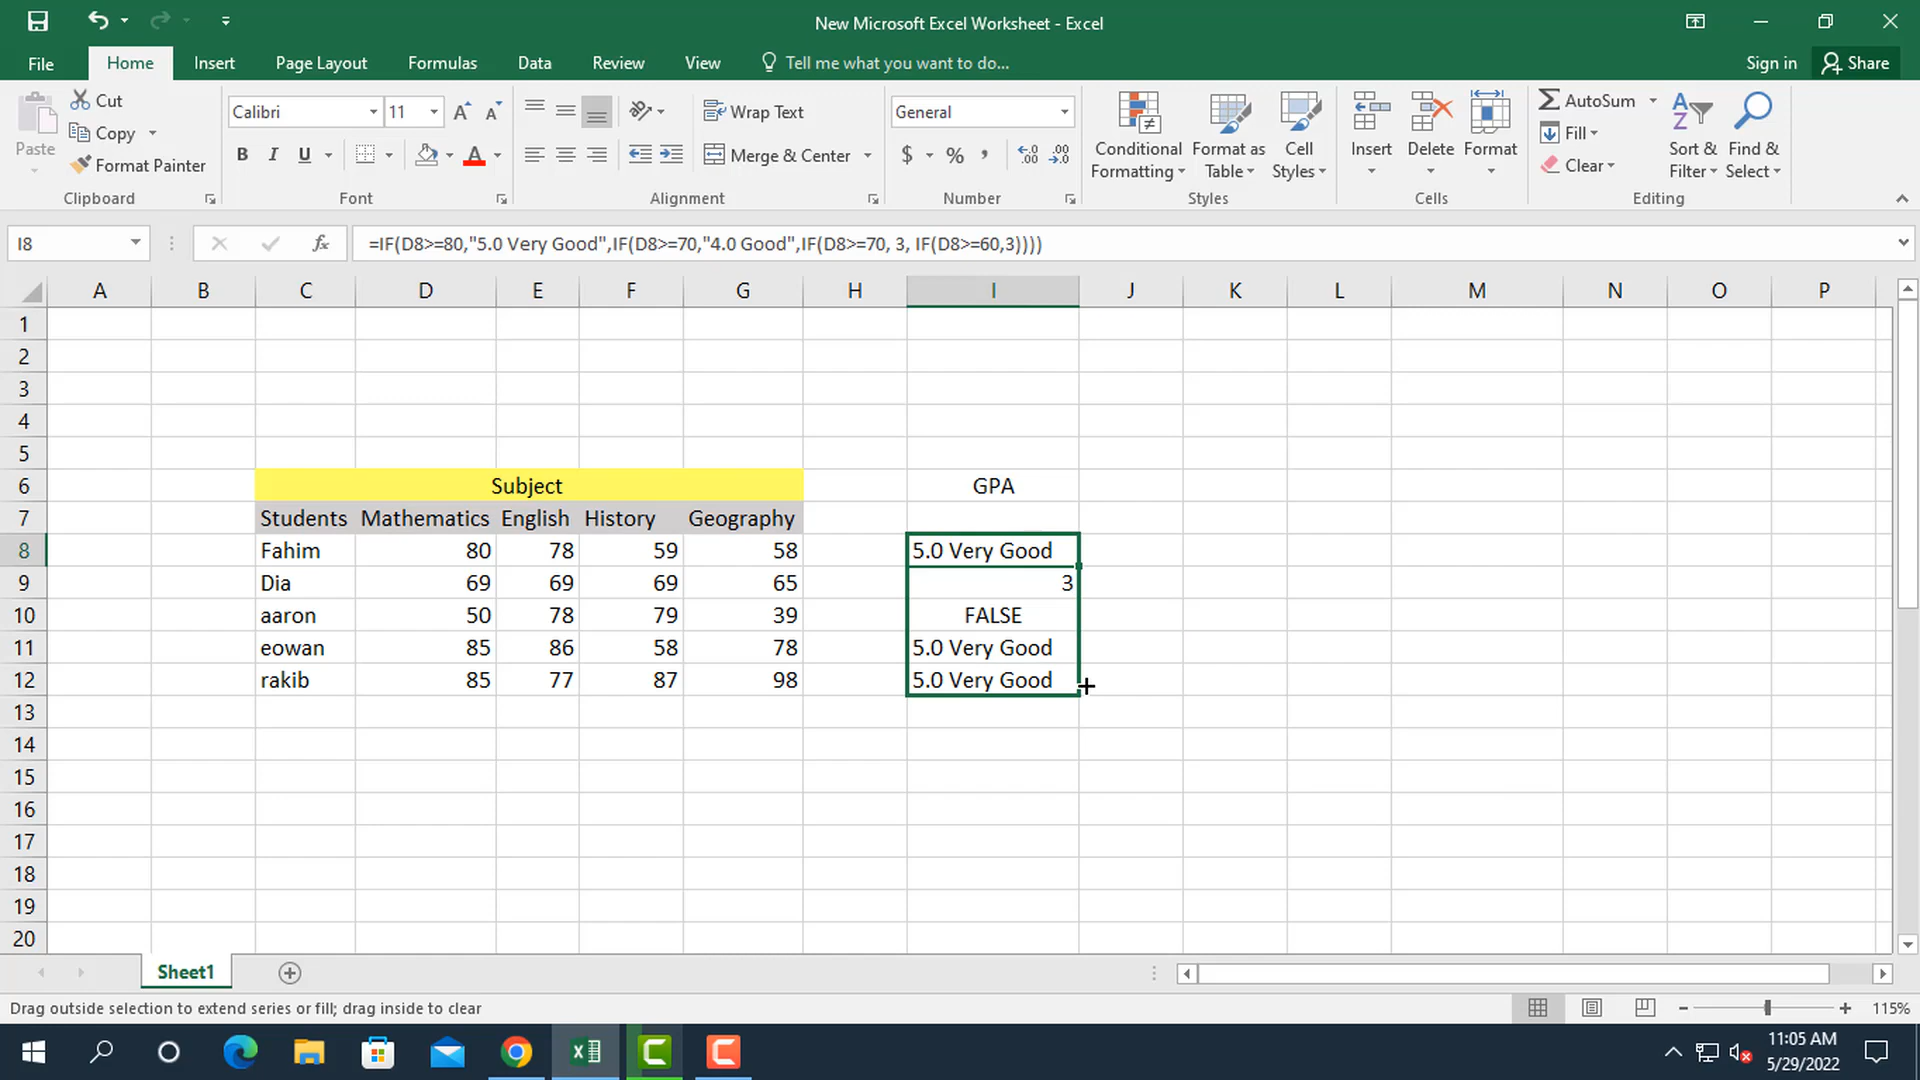 New Microsoft Excel Worksheet - Excel
File Home Insert Page Layout Formulas Data Review View Tell me what you want to do... Sign in Share
Paste
Cut
Copy
Format Painter
Clipboard
Calibri 11
B I U A
Font
Wrap Text
Merge & Center
Alignment
General
$ % ,
Number
Conditional Formatting
Format as Table
Cell Styles
Styles
Insert Delete Format
Cells
AutoSum
Fill
Clear
Sort & Filter
Find & Select
Editing
I8 fx =IF(D8>=80,"5.0 Very Good",IF(D8>=70,"4.0 Good",IF(D8>=70, 3, IF(D8>=60,3))))
A B C D E F G H I J K L M N O P
1
2
3
4
5
6 Subject GPA
7 Students Mathematics English History Geography
8 Fahim 80 78 59 58 5.0 Very Good
9 Dia 69 69 69 65 3
10 aaron 50 78 79 39 FALSE
11 eowan 85 86 58 78 5.0 Very Good
12 rakib 85 77 87 98 5.0 Very Good
13
14
15
16
17
18
19
20
Sheet1
Drag outside selection to extend series or fill; drag inside to clear 115%
11:05 AM
5/29/2022